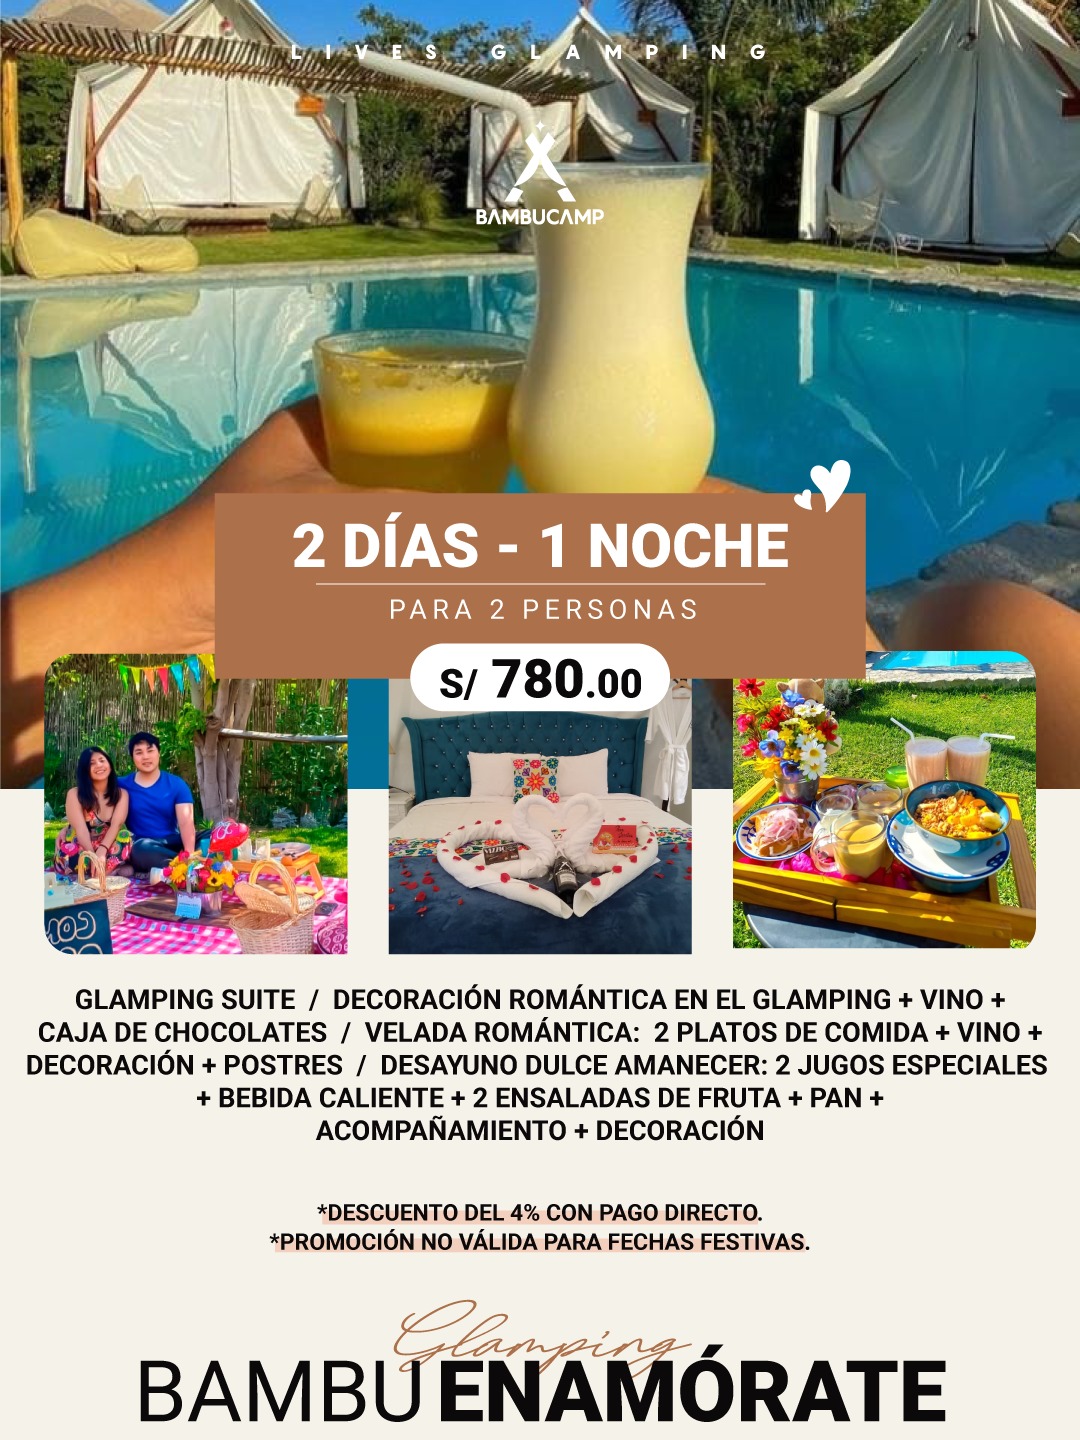 LIVES GLAMPING
BAMBUCAMP
2 DÍAS - 1 NOCHE
PARA 2 PERSONAS
S/ 780.00
GLAMPING SUITE / DECORACIÓN ROMÁNTICA EN EL GLAMPING + VINO +
CAJA DE CHOCOLATES / VELADA ROMÁNTICA: 2 PLATOS DE COMIDA + VINO +
DECORACIÓN + POSTRES / DESAYUNO DULCE AMANECER: 2 JUGOS ESPECIALES
+ BEBIDA CALIENTE + 2 ENSALADAS DE FRUTA + PAN +
ACOMPAÑAMIENTO + DECORACIÓN
*DESCUENTO DEL 4% CON PAGO DIRECTO.
*PROMOCIÓN NO VÁLIDA PARA FECHAS FESTIVAS.
Glamping
BAMBU ENAMÓRATE